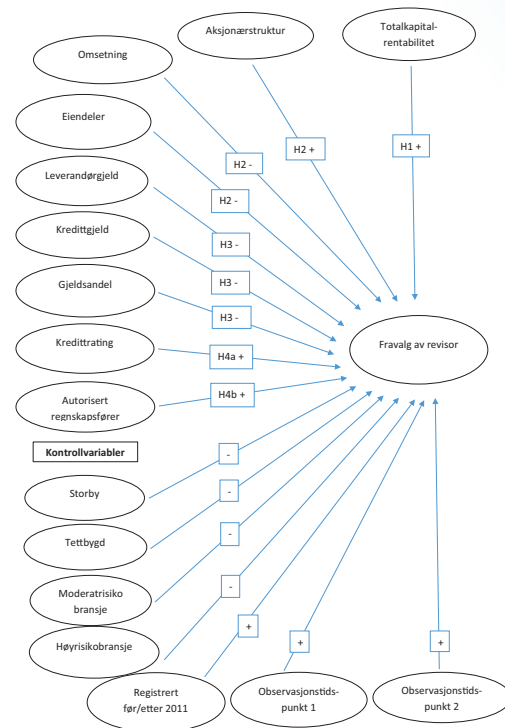 Aksjonærstruktur
Totalkapital-
rentabilitet
Omsetning
Eiendeler
H2 -
H2 +
H1 +
Leverandørgjeld
H2 -
Kredittgjeld
H3 -
H3 -
Gjeldsandel
H3 -
Kredittrating
H4a +
Fravalg av revisor
Autorisert
regnskapsfører
H4b +
Kontrollvariabler
-
Storby
-
Tettbygd
-
Moderatrisiko
bransje
-
Høyrisikobransje
+
+
+
Registrert
før/etter 2011
Observasjonstids-
punkt 1
Observasjonstids-
punkt 2